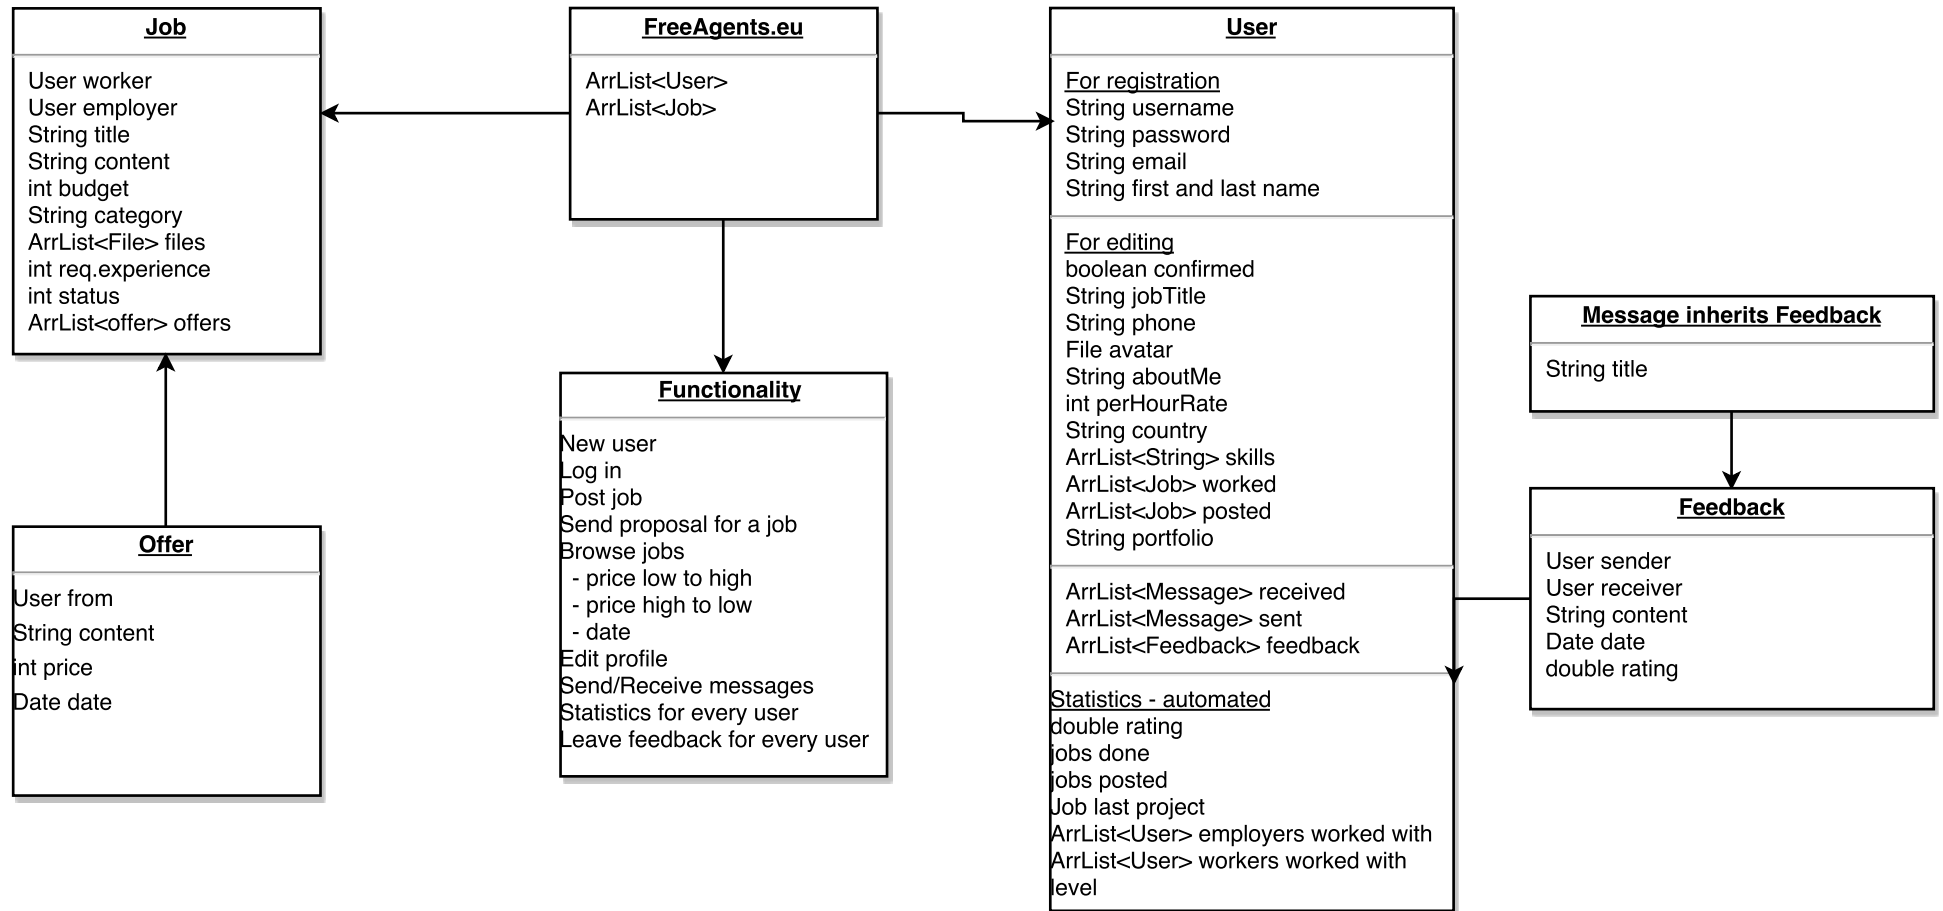 Job
User worker
User employer
String title
String content
int budget
String category
ArrList<File> files
int req.experience
int status
ArrList<offer> offers
FreeAgents.eu
ArrList<User>
ArrList<Job>
User
For registration
String username
String password
String email
String first and last name
For editing
boolean confirmed
String jobTitle
String phone
File avatar
String aboutMe
int perHourRate
String country
ArrList<String> skills
ArrList<Job> worked
ArrList<Job> posted
String portfolio
ArrList<Message> received
ArrList<Message> sent
ArrList<Feedback> feedback
Statistics - automated
double rating
jobs done
jobs posted
Job last project
ArrList<User> employers worked with
ArrList<User> workers worked with
level
Message inherits Feedback
String title
Feedback
User sender
User receiver
String content
Date date
double rating
Functionality
New user
Log in
Post job
Send proposal for a job
Browse jobs
- price low to high
- price high to low
- date
Edit profile
Send/Receive messages
Statistics for every user
Leave feedback for every user
Offer
User from
String content
int price
Date date